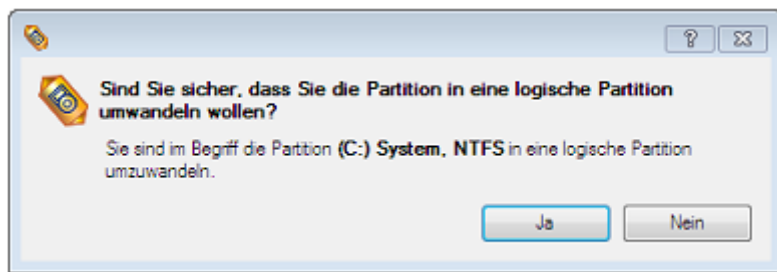 Sind Sie sicher, dass Sie die Partition in eine logische Partition
umwandeln wollen?
Sie sind im Begriff die Partition (C:) System, NTFS in eine logische Partition
umzuwandeln.
Ja Nein